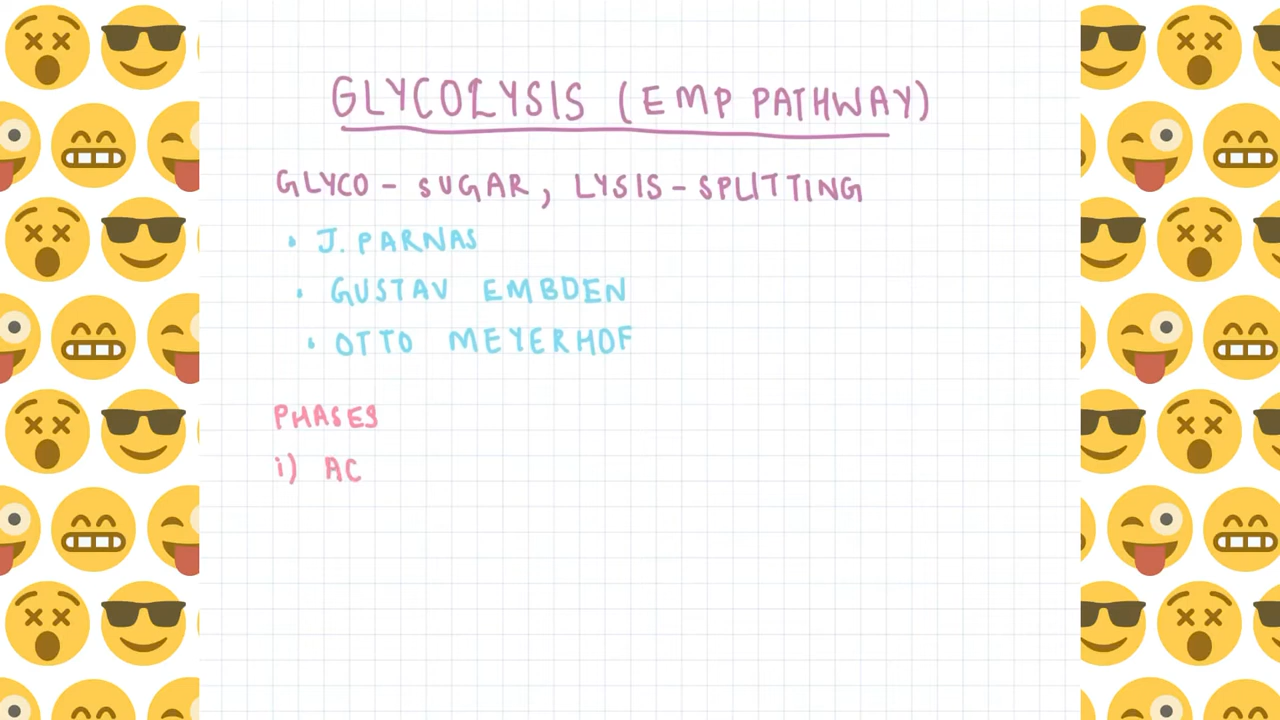 GLYCOLYSIS (EMP PATHWAY)
GLYCO - SUGAR, LYSIS - SPLITTING
• J. PARNAS
• GUSTAV EMBDEN
• OTTO MEYERHOF
PHASES
i) AC